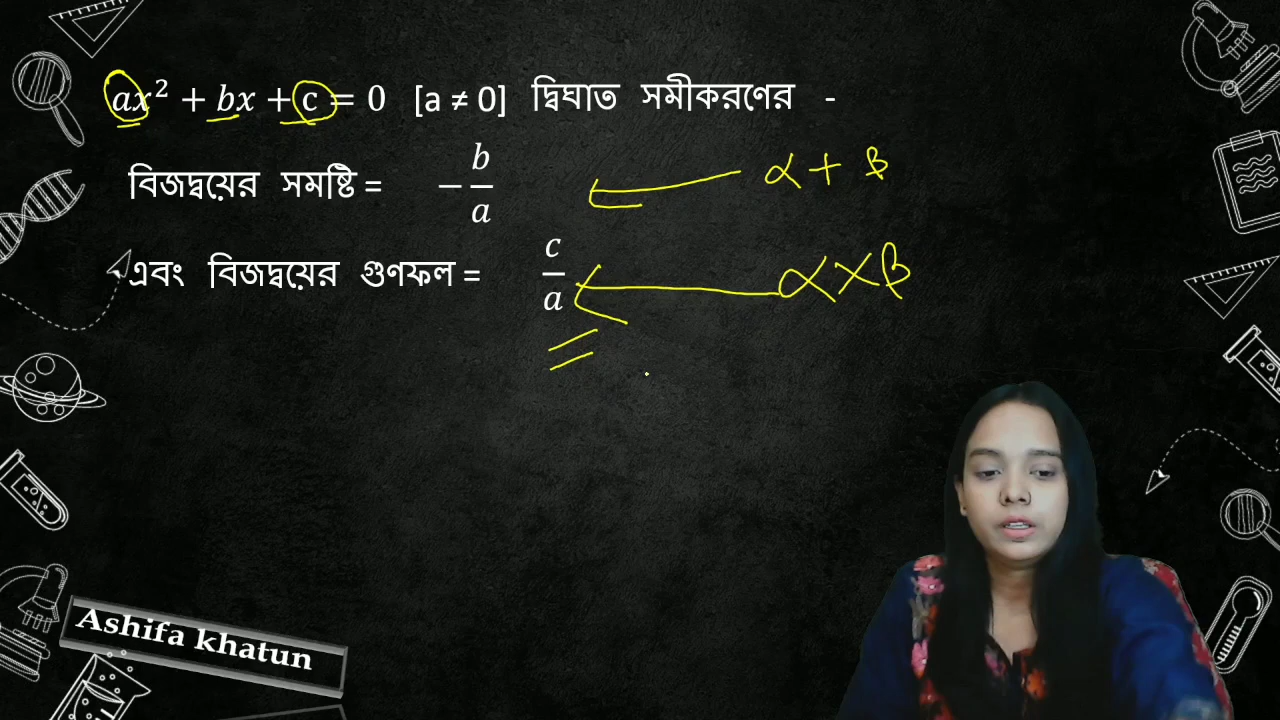 ax² + bx + c = 0 [a ≠ 0] দ্বিঘাত সমীকরণের -
বিজদ্বয়ের সমষ্টি = −b/a α + β
এবং বিজদ্বয়ের গুণফল = c/a α×β
Ashifa khatun